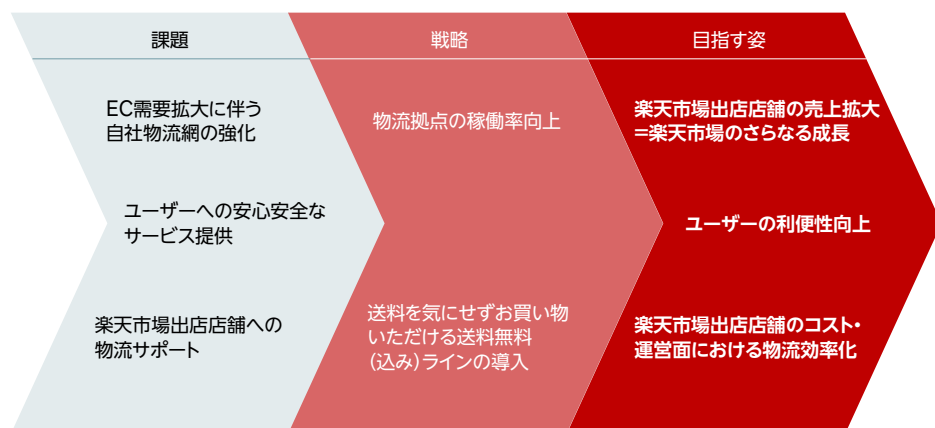 課題
EC需要拡大に伴う
自社物流網の強化
ユーザーへの安心安全な
サービス提供
楽天市場出店店舗への
物流サポート
戦略
物流拠点の稼働率向上
送料を気にせずお買い物
いただける送料無料
(込み)ラインの導入
目指す姿
楽天市場出店店舗の売上拡大
=楽天市場のさらなる成長
ユーザーの利便性向上
楽天市場出店店舗のコスト・
運営面における物流効率化